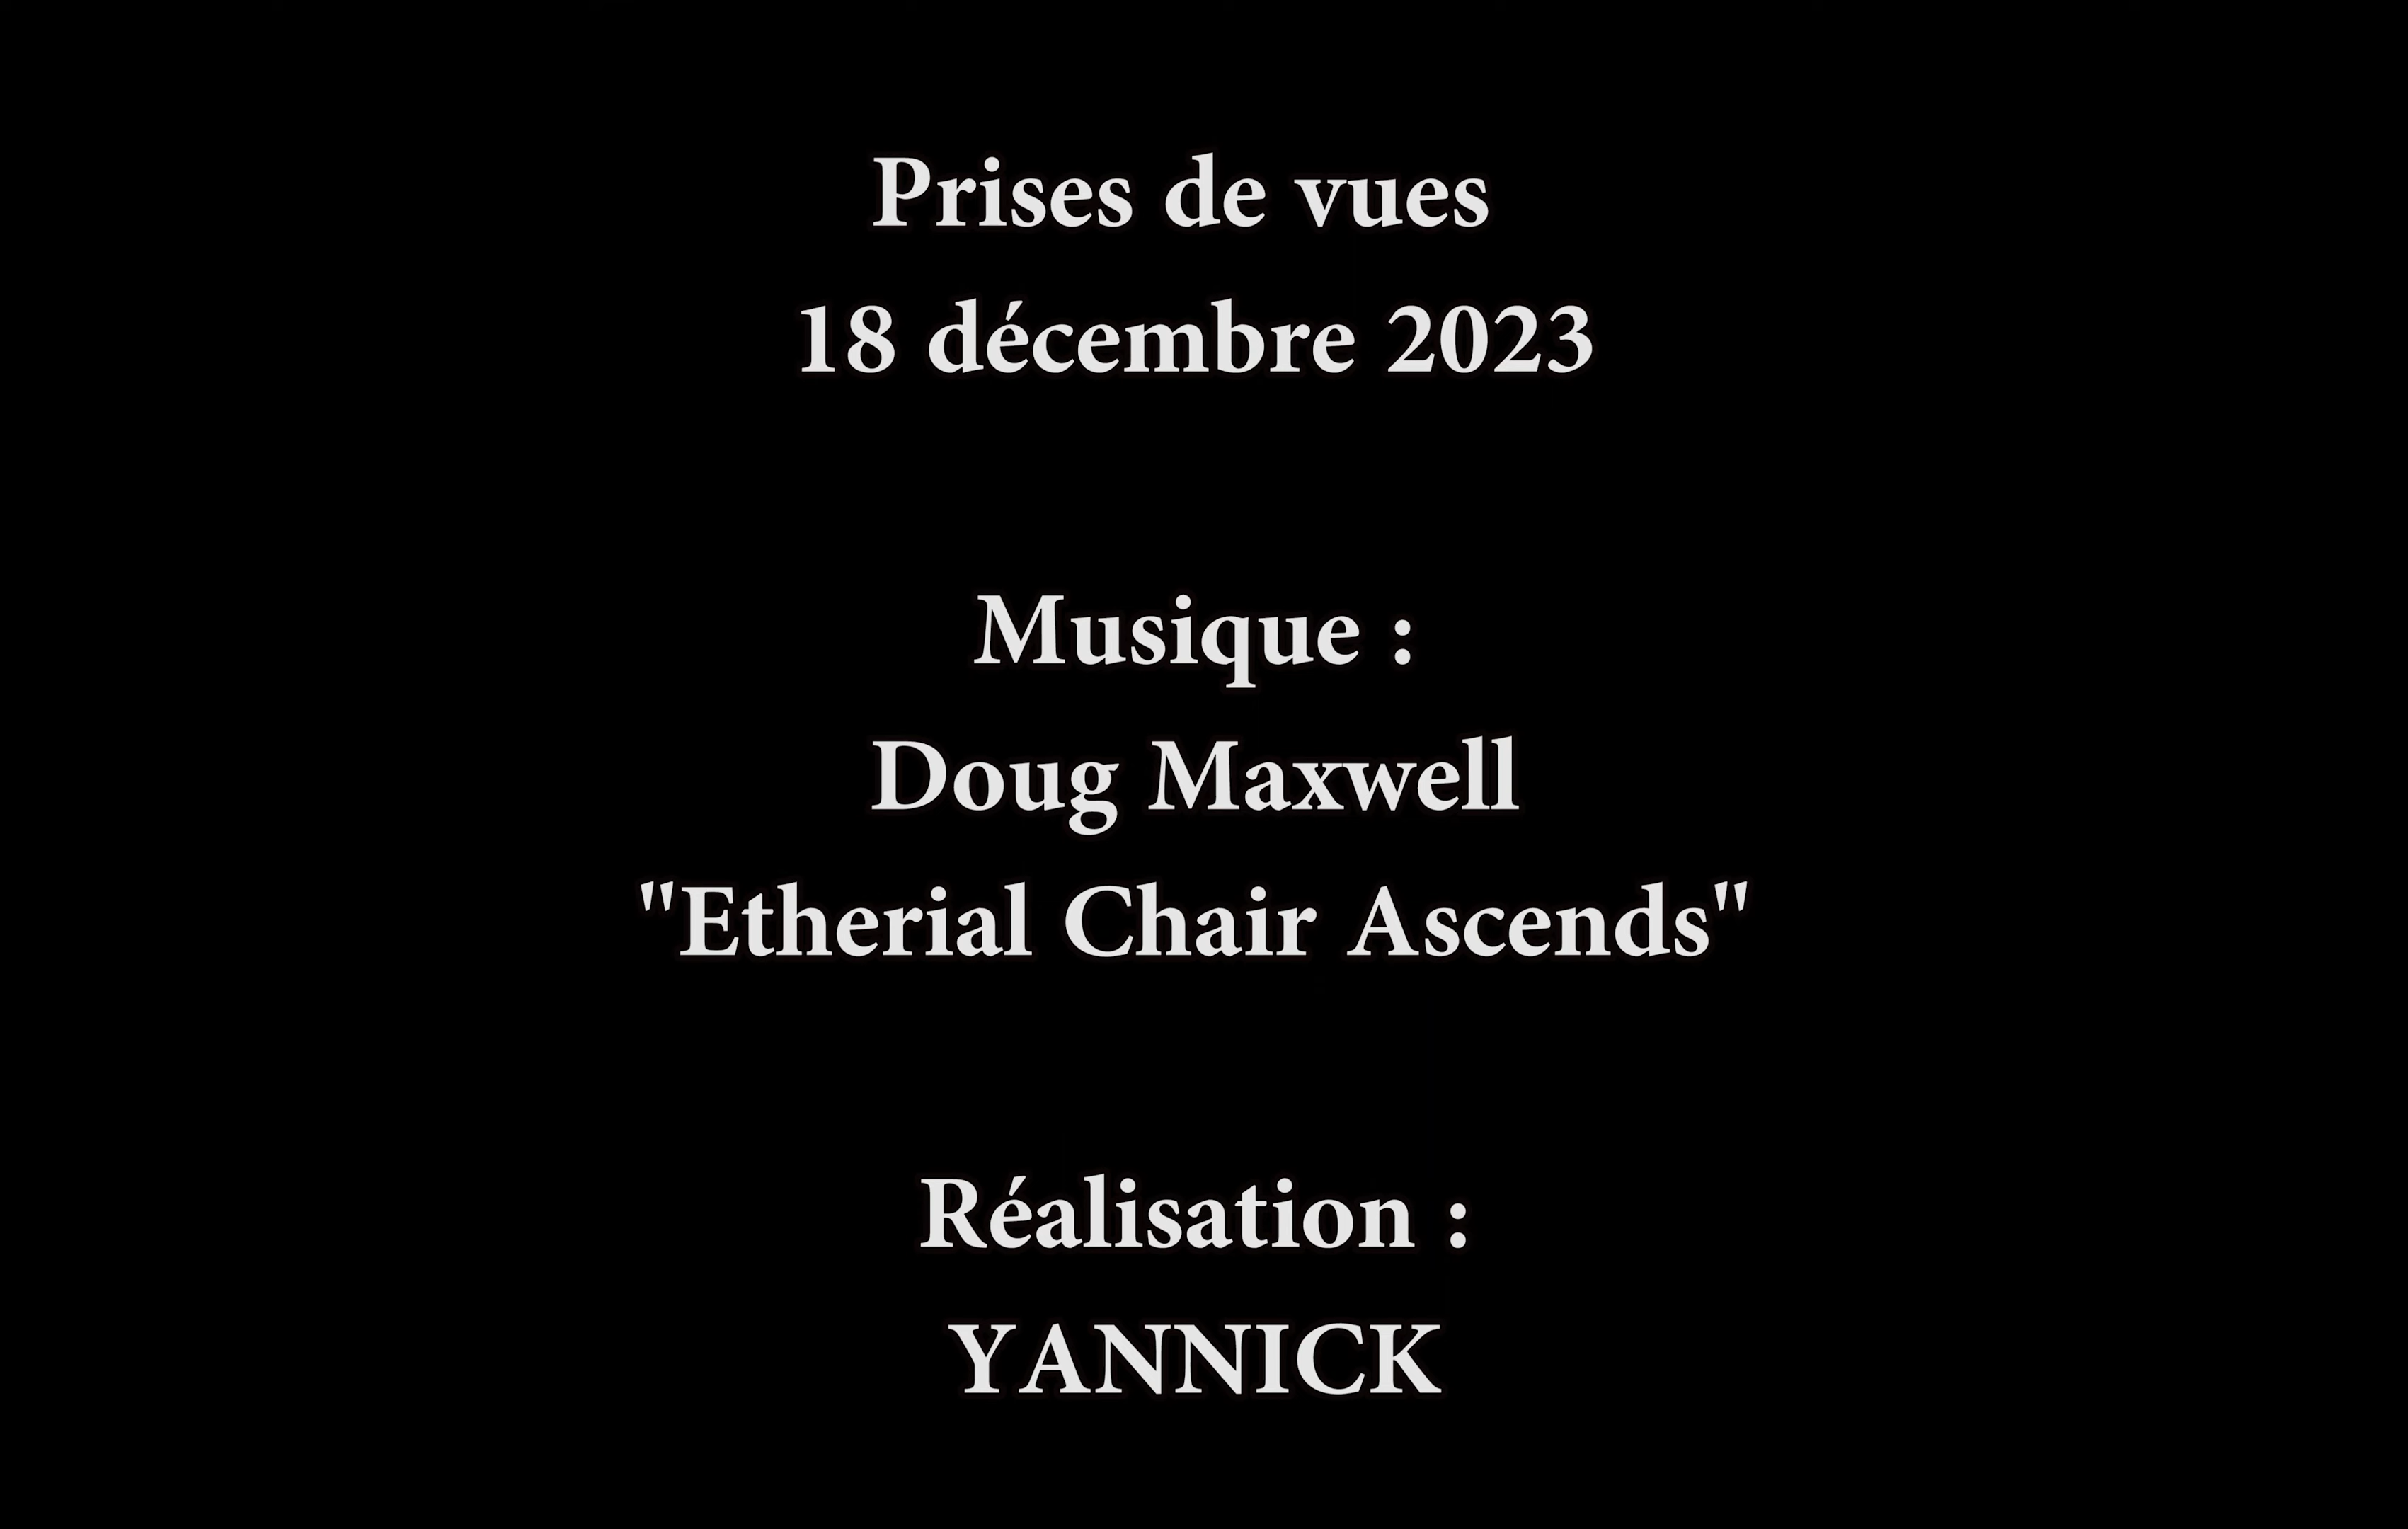 Prises de vues
18 décembre 2023
Musique :
Doug Maxwell
"Etherial Chair Ascends"
Réalisation :
YANNICK